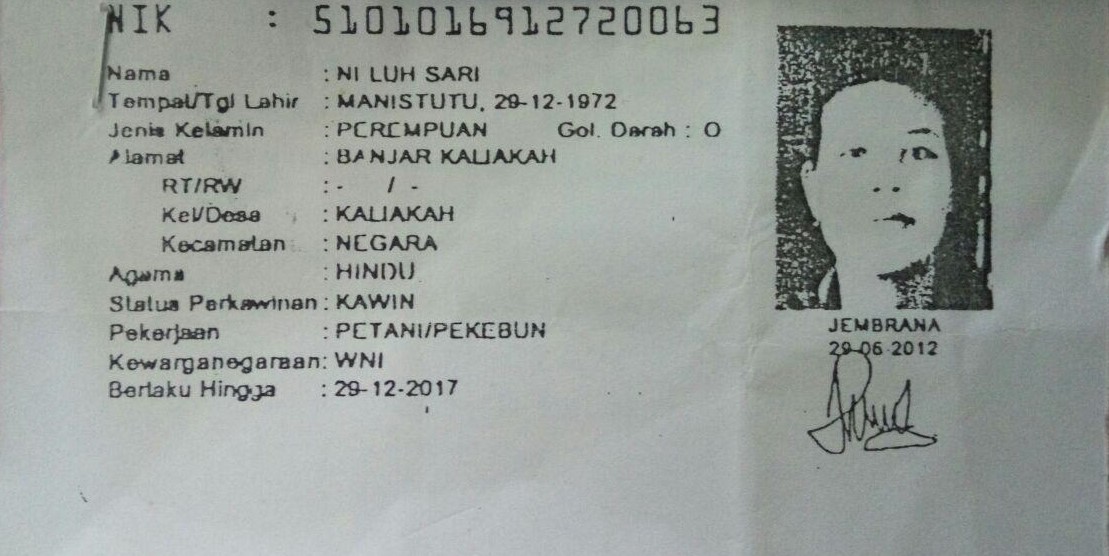 NIK : 5101016912720063
Nama : NI LUH SARI
Tempat/Tgl Lahir : MANISTUTU, 29-12-1972
Jenis Kelamin : PEREMPUAN Gol. Darah : O
Alamat : BANJAR KALIAKAH
RT/RW : - / -
Kel/Desa : KALIAKAH
Kecamatan : NEGARA
Agama : HINDU
Status Perkawinan : KAWIN
Pekerjaan : PETANI/PEKEBUN
Kewarganegaraan: WNI
Berlaku Hingga : 29-12-2017
JEMBRANA
29-06-2012